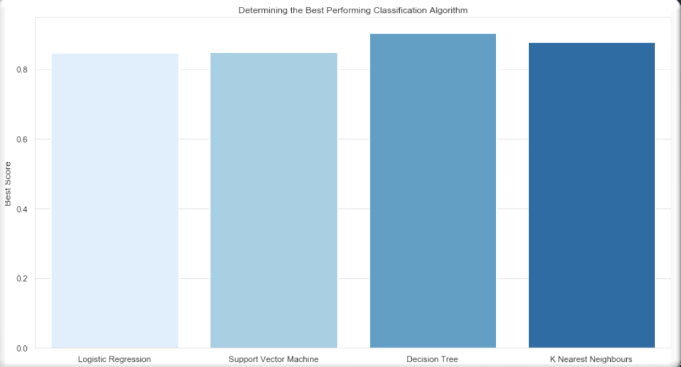 Determining the Best Performing Classification Algorithm
Best Score
0.8
0.6
0.4
0.2
0.0
Logistic Regression
Support Vector Machine
Decision Tree
K Nearest Neighbours